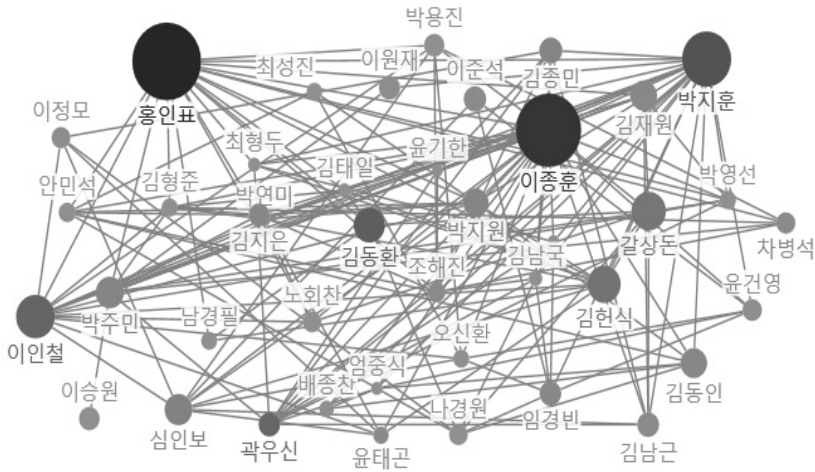 박용진
최성진
이원재
이준석
김종민
박지훈
홍인표
이정모
김재원
최형두
윤기한
김태일
이종훈
박영선
안민석
김형준
박연미
김지은
김동환
박지원
김남국
갈상돈
차병석
조해진
윤건영
박주민
남경필
노회찬
김헌식
이인철
오신환
이승원
엄중식
배종찬
김동인
심인보
곽우신
나경원
임경빈
윤태곤
김남근